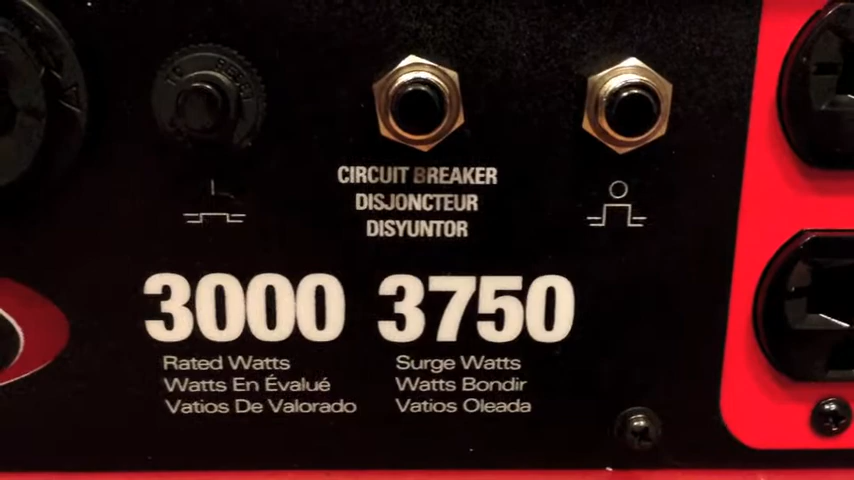 CIRCUIT BREAKER
DISJONCTEUR
DISYUNTOR
3000 3750
Rated Watts
Watts En Évalué
Vatios De Valorado
Surge Watts
Watts Bondir
Vatios Oleada